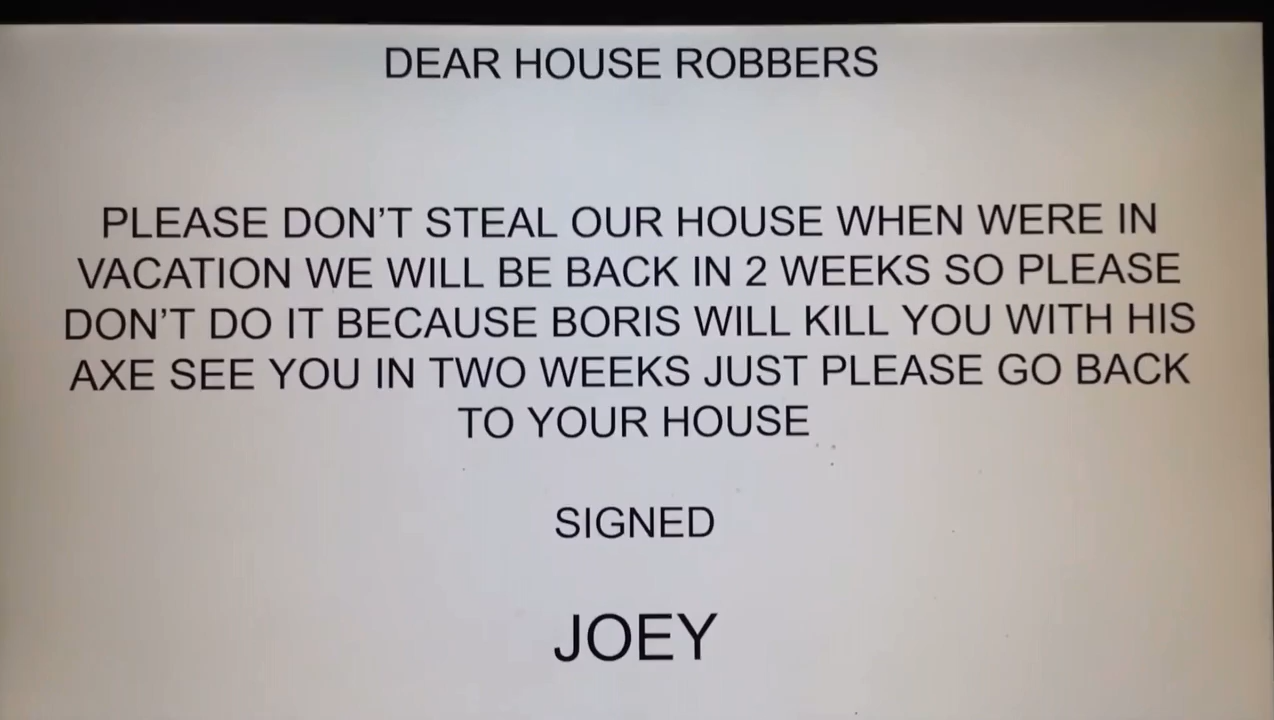 DEAR HOUSE ROBBERS
PLEASE DON'T STEAL OUR HOUSE WHEN WERE IN
VACATION WE WILL BE BACK IN 2 WEEKS SO PLEASE
DON'T DO IT BECAUSE BORIS WILL KILL YOU WITH HIS
AXE SEE YOU IN TWO WEEKS JUST PLEASE GO BACK
TO YOUR HOUSE
SIGNED
JOEY